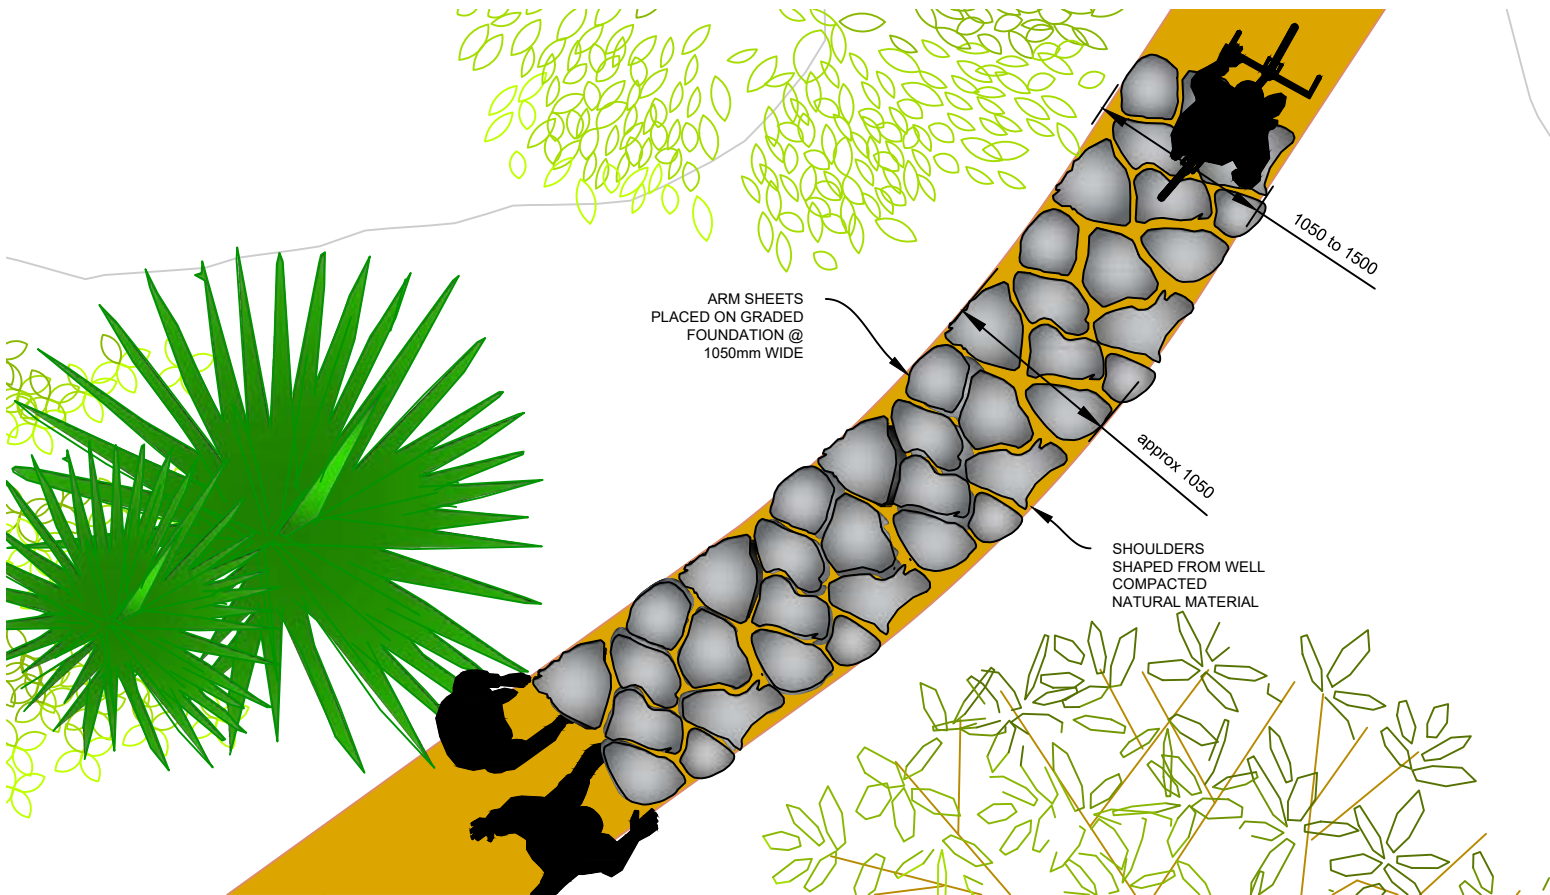 1050 to 1500
ARM SHEETS
PLACED ON GRADED
FOUNDATION @
1050mm WIDE
approx 1050
SHOULDERS
SHAPED FROM WELL
COMPACTED
NATURAL MATERIAL